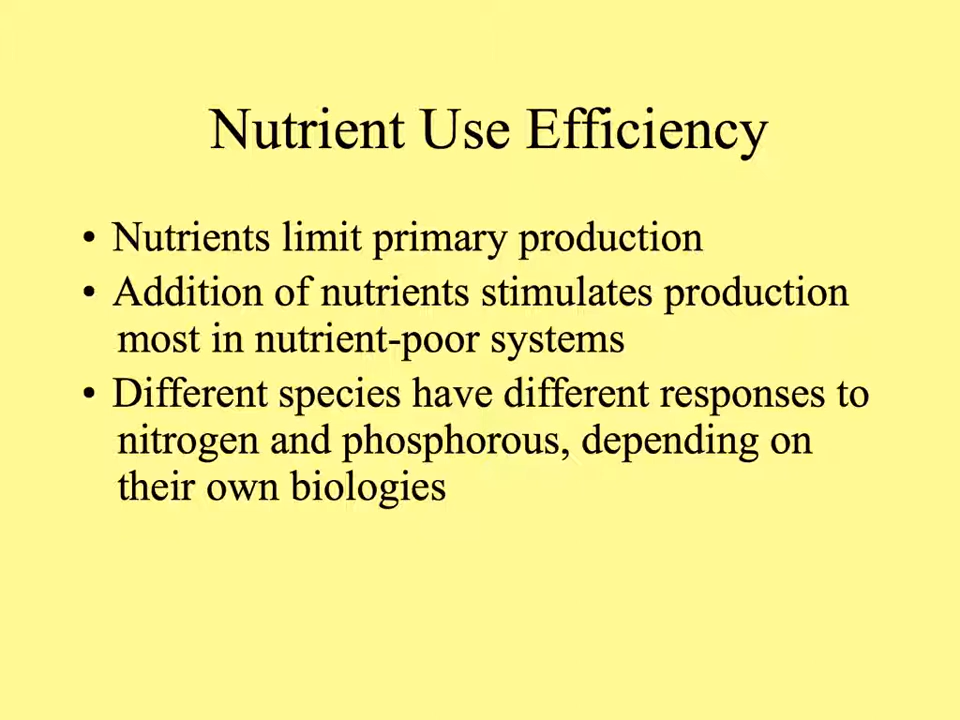 Nutrient Use Efficiency
• Nutrients limit primary production
• Addition of nutrients stimulates production
most in nutrient-poor systems
• Different species have different responses to
nitrogen and phosphorous, depending on
their own biologies